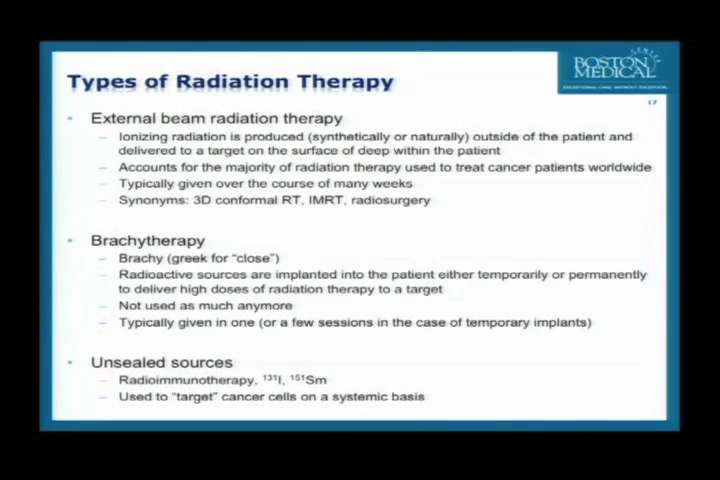 BOSTON
MEDICAL
CENTER
EXCEPTIONAL CARE. WITHOUT EXCEPTION.
Types of Radiation Therapy
17
• External beam radiation therapy
– Ionizing radiation is produced (synthetically or naturally) outside of the patient and
delivered to a target on the surface of deep within the patient
– Accounts for the majority of radiation therapy used to treat cancer patients worldwide
– Typically given over the course of many weeks
– Synonyms: 3D conformal RT, IMRT, radiosurgery
• Brachytherapy
– Brachy (greek for “close”)
– Radioactive sources are implanted into the patient either temporarily or permanently
to deliver high doses of radiation therapy to a target
– Not used as much anymore
– Typically given in one (or a few sessions in the case of temporary implants)
• Unsealed sources
– Radioimmunotherapy, ¹³¹I, ¹⁵¹Sm
– Used to “target” cancer cells on a systemic basis